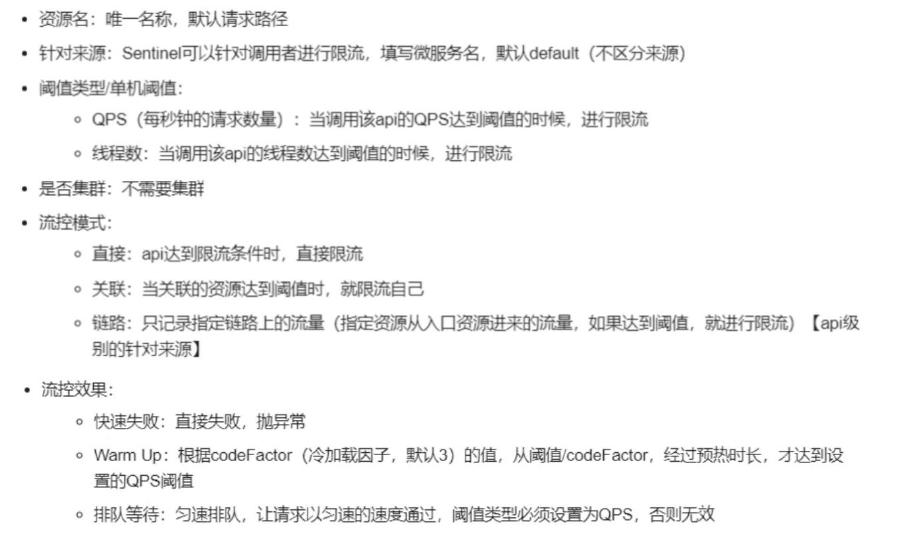 资源名：唯一名称，默认请求路径
针对来源：Sentinel可以针对调用者进行限流，填写微服务名，默认default（不区分来源）
阈值类型/单机阈值：
QPS（每秒钟的请求数量）：当调用该api的QPS达到阈值的时候，进行限流
线程数：当调用该api的线程数达到阈值的时候，进行限流
是否集群：不需要集群
流控模式：
直接：api达到限流条件时，直接限流
关联：当关联的资源达到阈值时，就限流自己
链路：只记录指定链路上的流量（指定资源从入口资源进来的流量，如果达到阈值，就进行限流）【api级
别的针对来源】
流控效果：
快速失败：直接失败，抛异常
Warm Up：根据codeFactor（冷加载因子，默认3）的值，从阈值/codeFactor，经过预热时长，才达到设
置的QPS阈值
排队等待：匀速排队，让请求以匀速的速度通过，阈值类型必须设置为QPS，否则无效